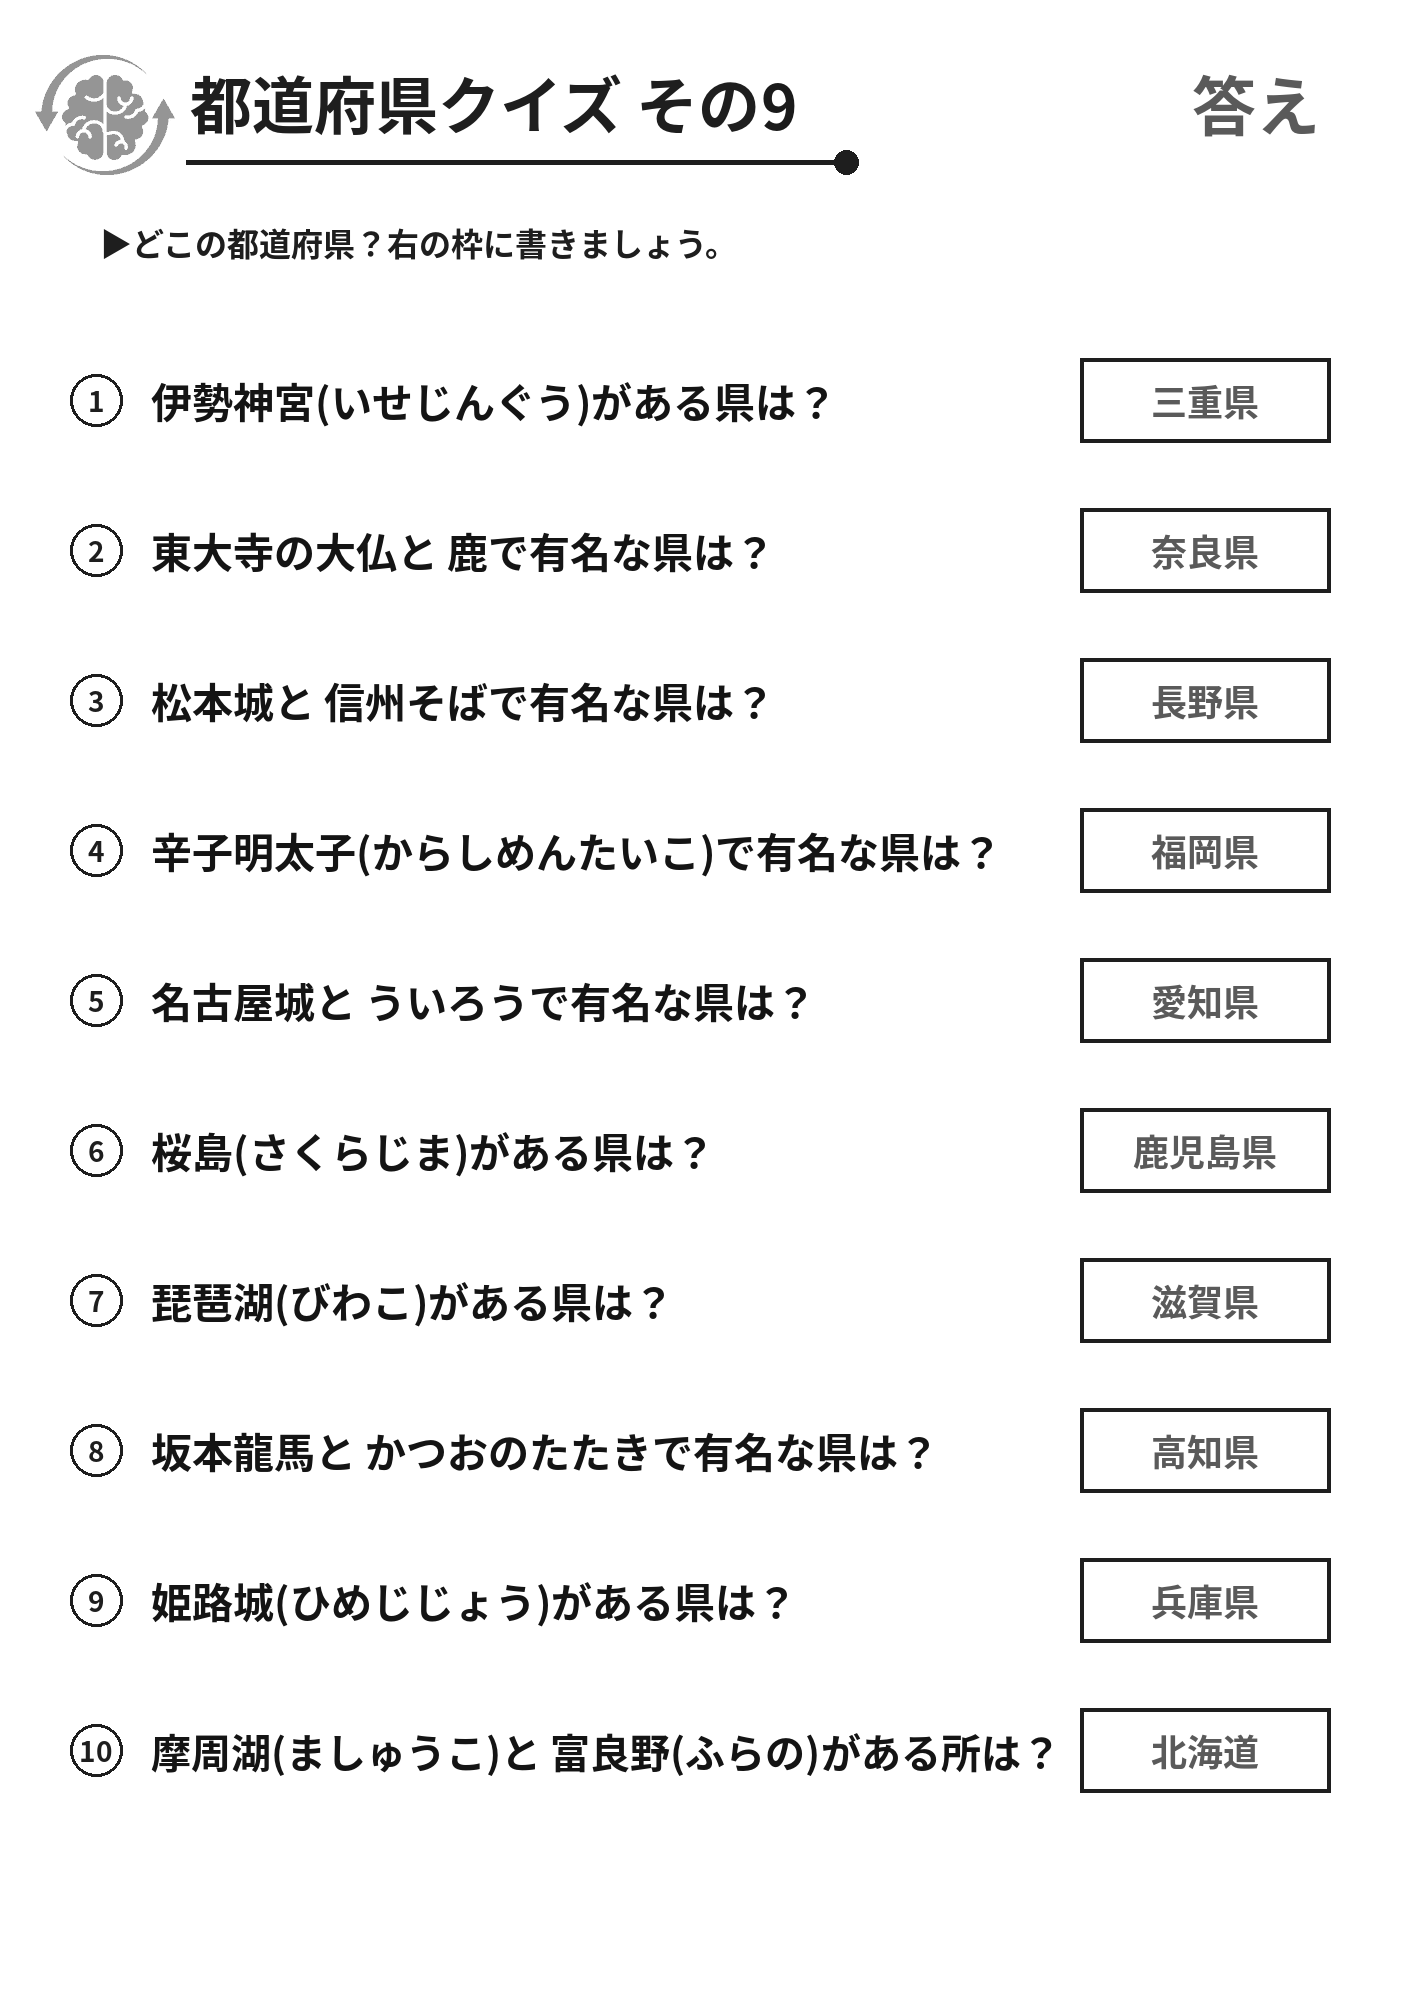 都道府県クイズ その9
答え
▶どこの都道府県？右の枠に書きましょう。
① 伊勢神宮(いせじんぐう)がある県は？ 三重県
② 東大寺の大仏と 鹿で有名な県は？ 奈良県
③ 松本城と 信州そばで有名な県は？ 長野県
④ 辛子明太子(からしめんたいこ)で有名な県は？ 福岡県
⑤ 名古屋城と ういろうで有名な県は？ 愛知県
⑥ 桜島(さくらじま)がある県は？ 鹿児島県
⑦ 琵琶湖(びわこ)がある県は？ 滋賀県
⑧ 坂本龍馬と かつおのたたきで有名な県は？ 高知県
⑨ 姫路城(ひめじじょう)がある県は？ 兵庫県
⑩ 摩周湖(ましゅうこ)と 富良野(ふらの)がある所は？ 北海道